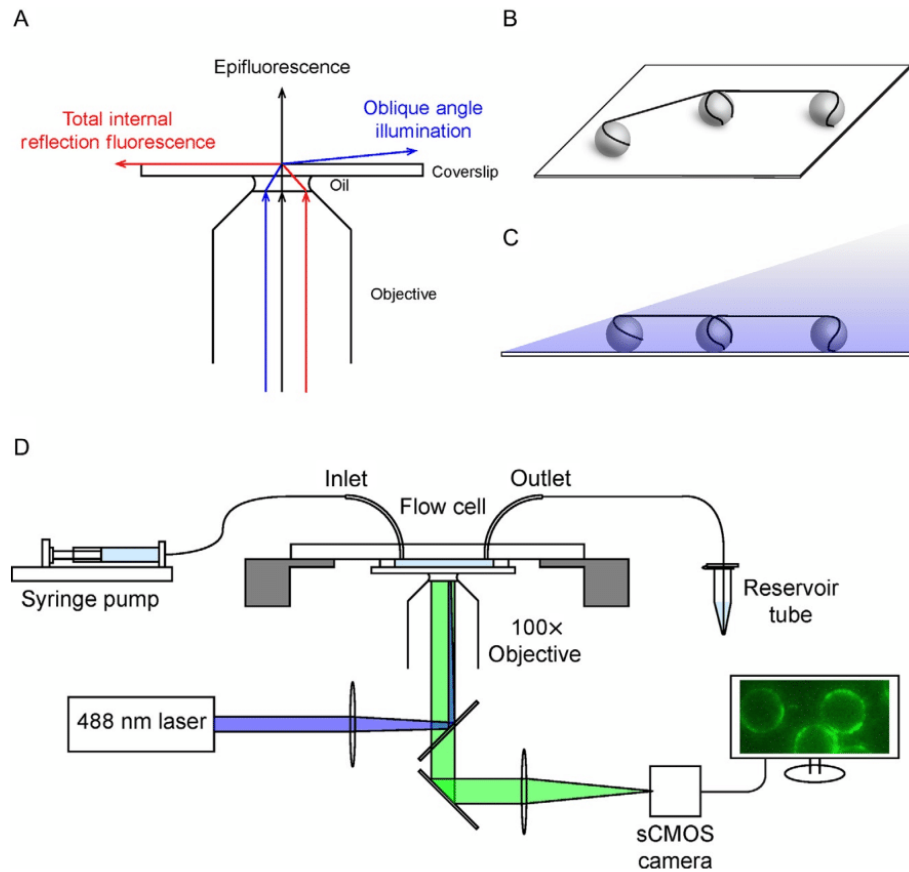 A
Epifluorescence
Total internal
reflection fluorescence
Oblique angle
illumination
Coverslip
Oil
Objective
B
C
D
Inlet
Outlet
Flow cell
Syringe pump
Reservoir
tube
100×
Objective
488 nm laser
sCMOS
camera